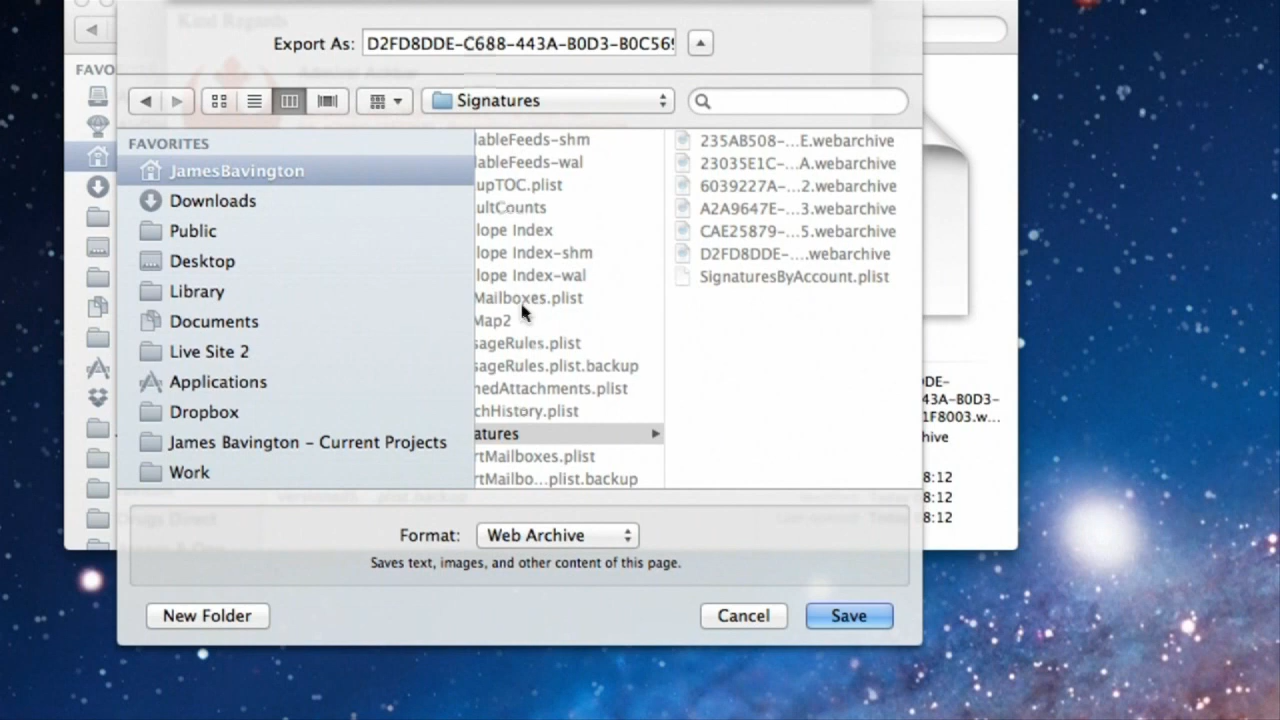 Kind Regards
Export As: D2FD8DDE-C688-443A-B0D3-B0C569
FAVO
Signatures
FAVORITES
JamesBavington
Downloads
Public
Desktop
Library
Documents
Live Site 2
Applications
Dropbox
James Bavington - Current Projects
Work
lableFeeds-shm
lableFeeds-wal
upTOC.plist
ultCounts
lope Index
lope Index-shm
lope Index-wal
Mailboxes.plist
Map2
sageRules.plist
sageRules.plist.backup
nedAttachments.plist
chHistory.plist
atures
rtMailboxes.plist
rtMailbo...plist.backup
235AB508-...E.webarchive
23035E1C-...A.webarchive
6039227A-...2.webarchive
A2A9647E-...3.webarchive
CAE25879-...5.webarchive
D2FD8DDE-....webarchive
SignaturesByAccount.plist
DE-
43A-B0D3-
1F8003.w...
hive
8:12
8:12
8:12
Format: Web Archive
Saves text, images, and other content of this page.
New Folder
Cancel
Save